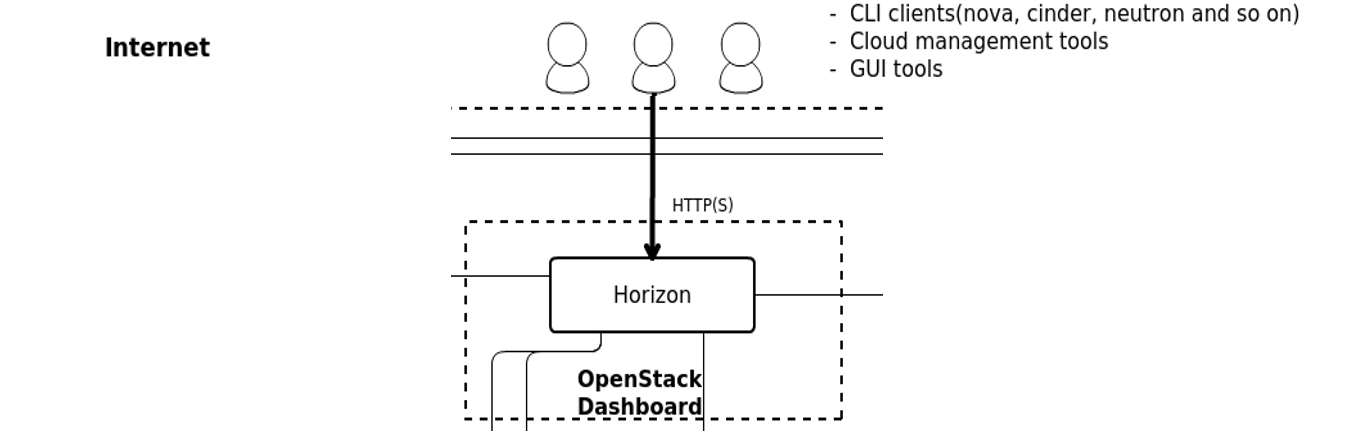 - CLI clients(nova, cinder, neutron and so on)
Internet
- Cloud management tools
- GUI tools
HTTP(S)
Horizon
OpenStack
Dashboard